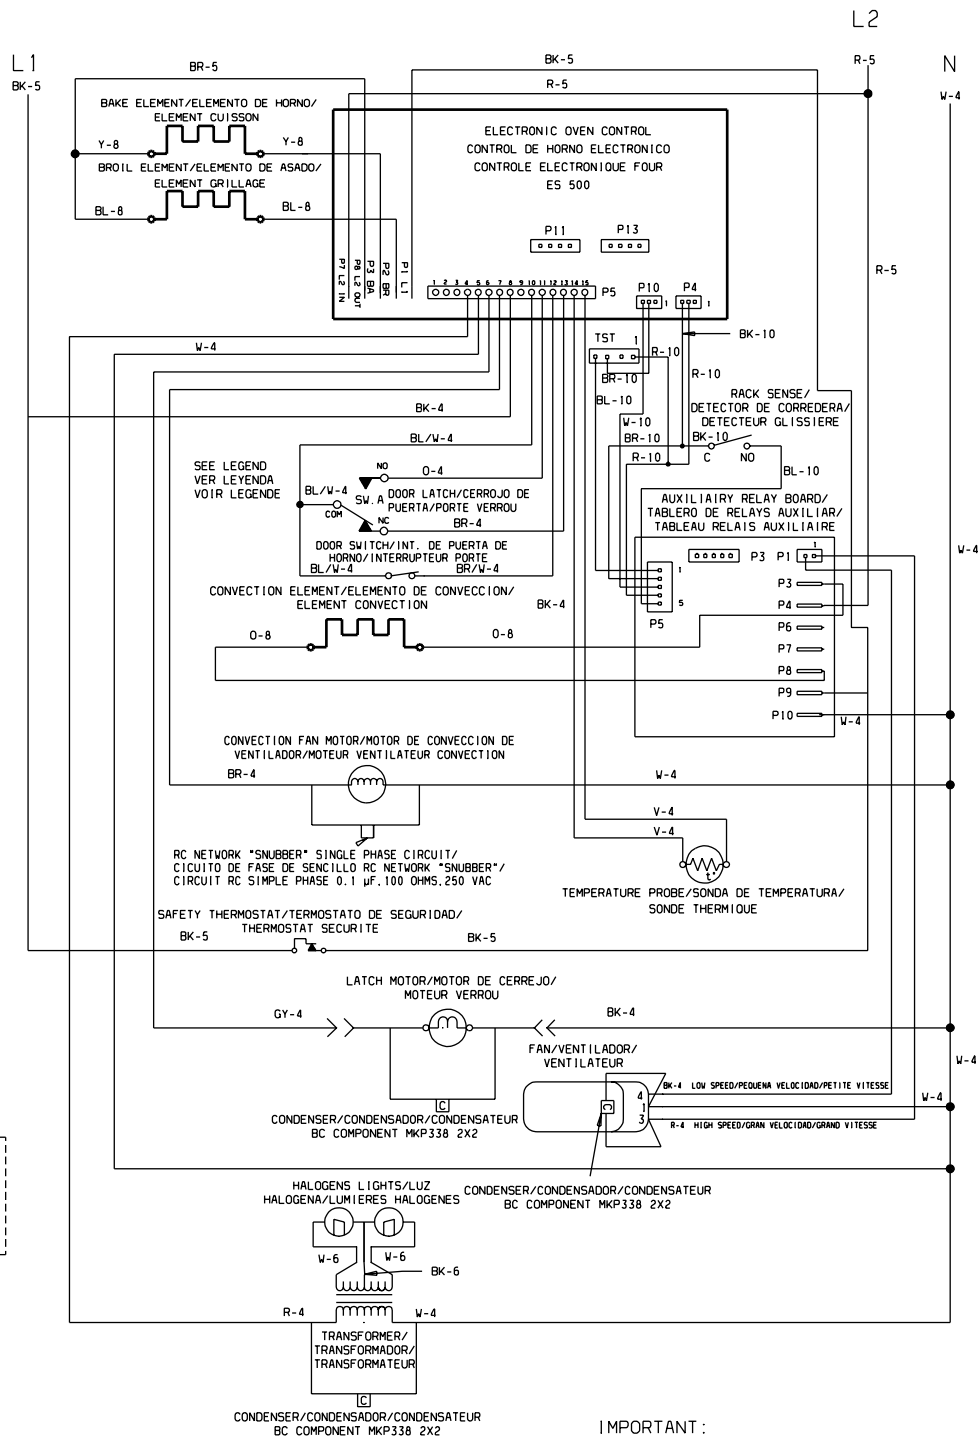 L2
L1
N
BK-5
BR-5
BK-5
R-5
R-5
W-4
BAKE ELEMENT/ELEMENTO DE HORNO/
ELEMENT CUISSON
Y-8
Y-8
BROIL ELEMENT/ELEMENTO DE ASADO/
ELEMENT GRILLAGE
BL-8
BL-8
ELECTRONIC OVEN CONTROL
CONTROL DE HORNO ELECTRONICO
CONTROLE ELECTRONIQUE FOUR
ES 500
P11
P13
P7 L2 IN
P8 L2 OUT
P3 BA
P2 BR
P1 L1
1 2 3 4 5 6 7 8 9 10 11 12 13 14 15
P5
P10
1
P4
1
R-5
W-4
TST
1
BK-10
R-10
BR-10
R-10
BL-10
W-10
RACK SENSE/
DETECTOR DE CORREDERA/
DETECTEUR GLISSIERE
BK-4
BL/W-4
BR-10
BK-10
C
NO
R-10
BL-10
SEE LEGEND
VER LEYENDA
VOIR LEGENDE
NO
O-4
BL/W-4
COM
SW.A
DOOR LATCH/CERROJO DE
PUERTA/PORTE VERROU
NC
BR-4
AUXILIAIRY RELAY BOARD/
TABLERO DE RELAYS AUXILIAR/
TABLEAU RELAIS AUXILIAIRE
DOOR SWITCH/INT. DE PUERTA DE
HORNO/INTERRUPTEUR PORTE
BL/W-4
BR/W-4
P3
P1
1
W-4
1
5
P5
P3
P4
P6
P7
P8
P9
P10
W-4
CONVECTION ELEMENT/ELEMENTO DE CONVECCION/
ELEMENT CONVECTION
BK-4
O-8
O-8
CONVECTION FAN MOTOR/MOTOR DE CONVECCION DE
VENTILADOR/MOTEUR VENTILATEUR CONVECTION
BR-4
W-4
V-4
V-4
RC NETWORK "SNUBBER" SINGLE PHASE CIRCUIT/
CICUITO DE FASE DE SENCILLO RC NETWORK "SNUBBER"/
CIRCUIT RC SIMPLE PHASE 0.1 µF,100 OHMS,250 VAC
t°
TEMPERATURE PROBE/SONDA DE TEMPERATURA/
SONDE THERMIQUE
SAFETY THERMOSTAT/TERMOSTATO DE SEGURIDAD/
THERMOSTAT SECURITE
BK-5
BK-5
LATCH MOTOR/MOTOR DE CERREJO/
MOTEUR VERROU
GY-4
BK-4
FAN/VENTILADOR/
VENTILATEUR
W-4
4
BK-4 LOW SPEED/PEQUENA VELOCIDAD/PETITE VITESSE
1
W-4
3
R-4 HIGH SPEED/GRAN VELOCIDAD/GRAND VITESSE
C
C
CONDENSER/CONDENSADOR/CONDENSATEUR
BC COMPONENT MKP338 2X2
HALOGENS LIGHTS/LUZ
HALOGENA/LUMIERES HALOGENES
CONDENSER/CONDENSADOR/CONDENSATEUR
BC COMPONENT MKP338 2X2
W-6
W-6
BK-6
R-4
W-4
TRANSFORMER/
TRANSFORMADOR/
TRANSFORMATEUR
C
CONDENSER/CONDENSADOR/CONDENSATEUR
BC COMPONENT MKP338 2X2
IMPORTANT: